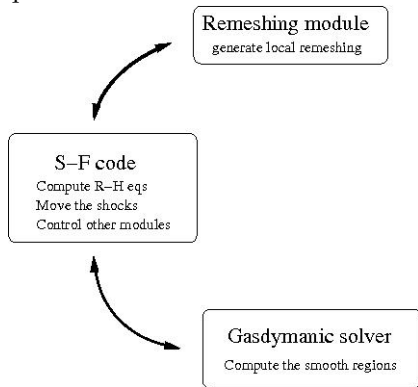 Remeshing module
generate local remeshing
S–F code
Compute R–H eqs
Move the shocks
Control other modules
Gasdymanic solver
Compute the smooth regions